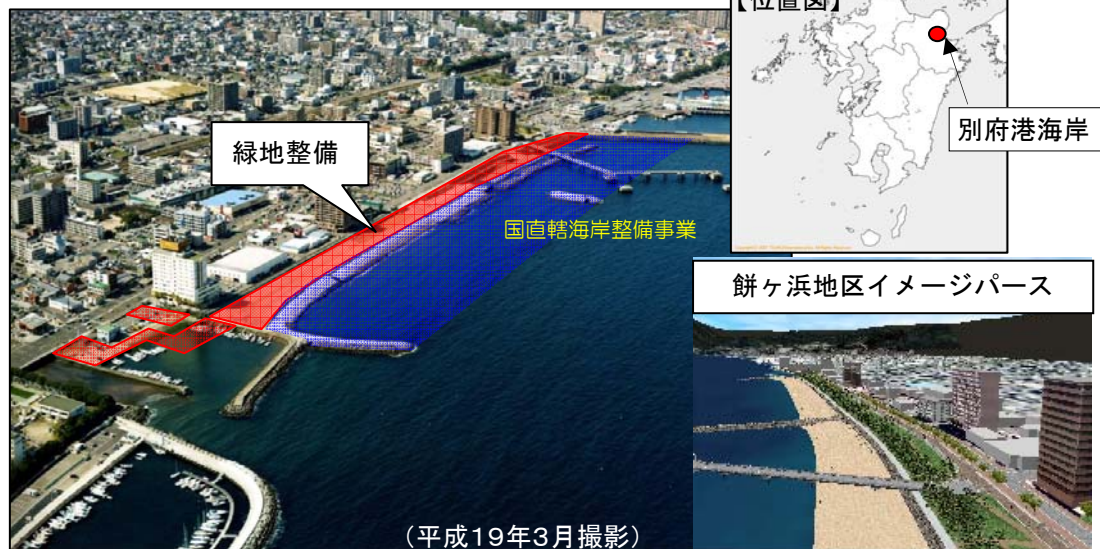 【位置図】
別府港海岸
緑地整備
国直轄海岸整備事業
餅ヶ浜地区イメージパース
（平成19年3月撮影）